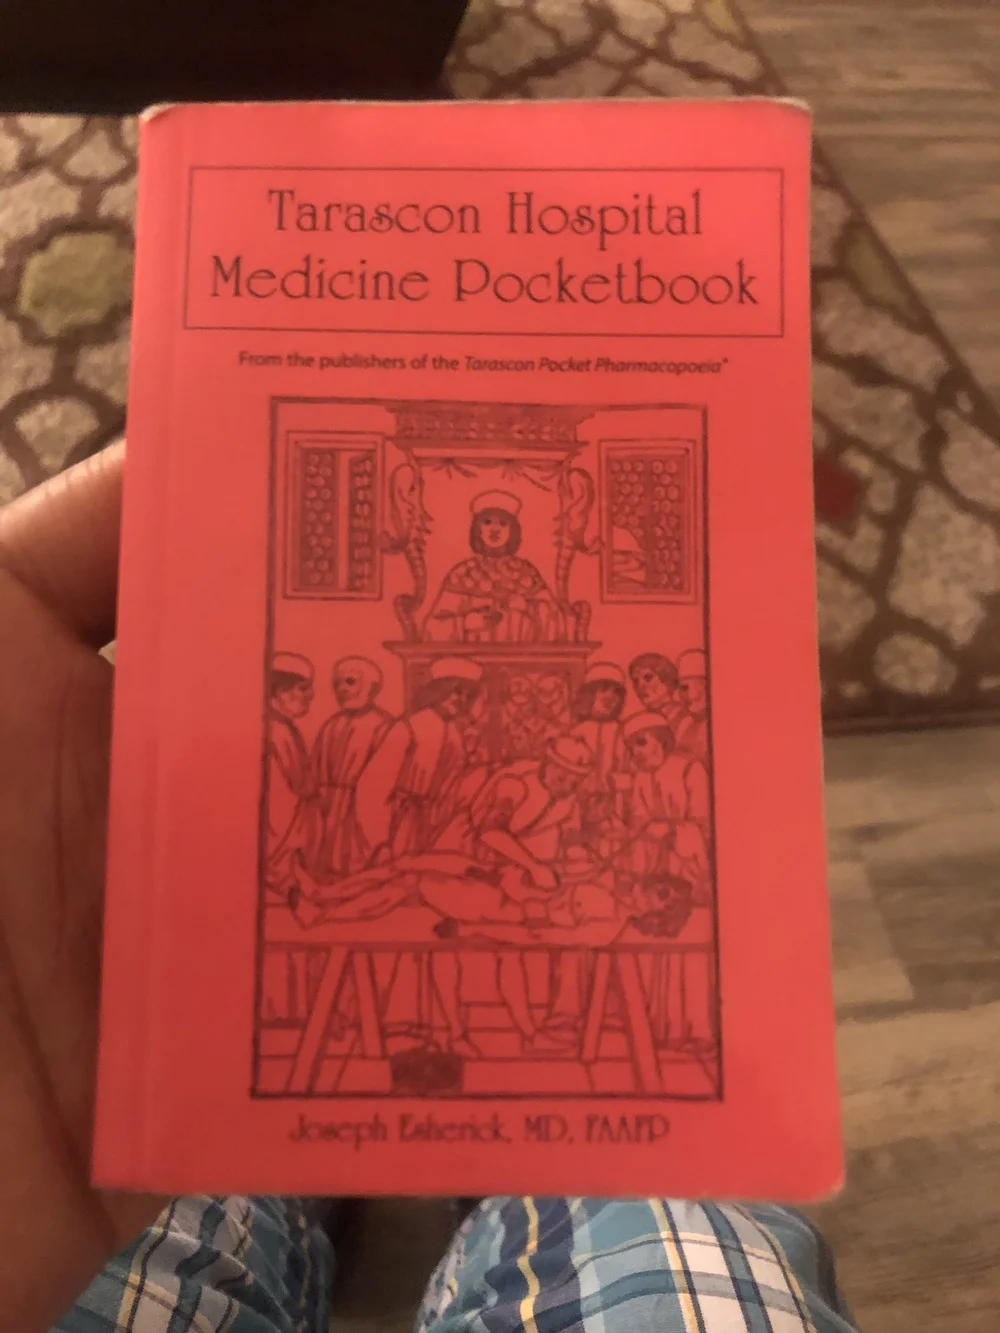 Tarascon Hospital
Medicine Pocketbook
From the publishers of the Tarascon Pocket Pharmacopoeia®
Joseph Esherick, MD, FAAFP